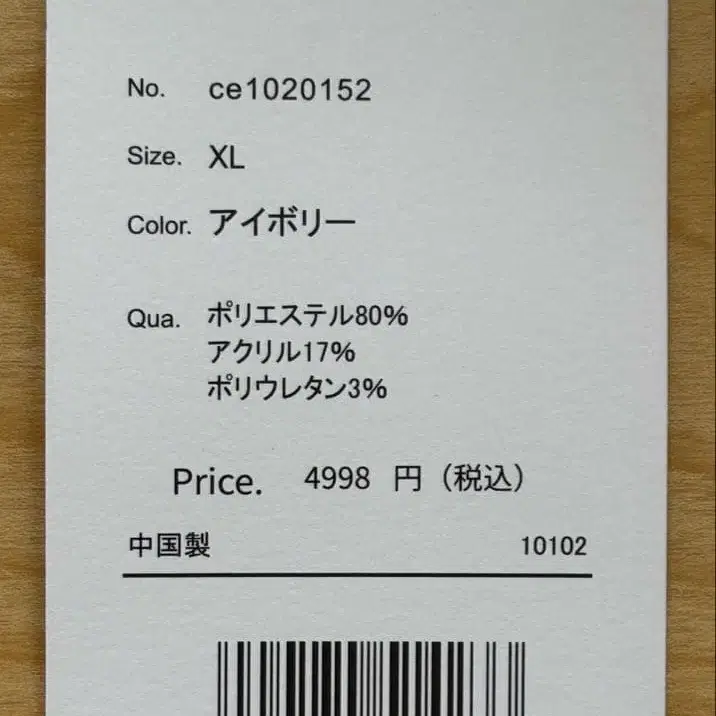 No. ce1020152
Size. XL
Color. アイボリー
Qua. ポリエステル80%
アクリル17%
ポリウレタン3%
Price. 4998 円（税込）
中国製 10102